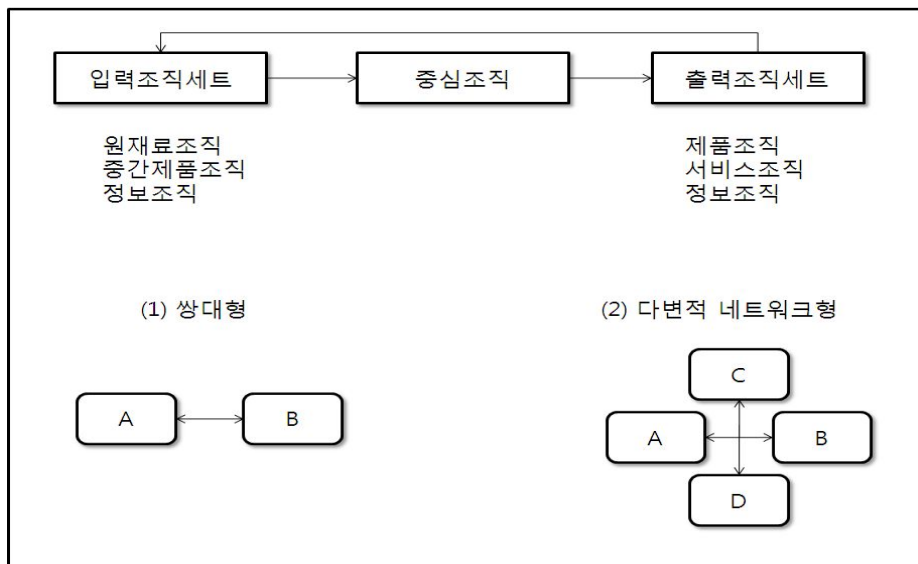 입력조직세트
중심조직
출력조직세트
원재료조직
중간제품조직
정보조직
제품조직
서비스조직
정보조직
(1) 쌍대형
(2) 다변적 네트워크형
A
B
C
A
B
D